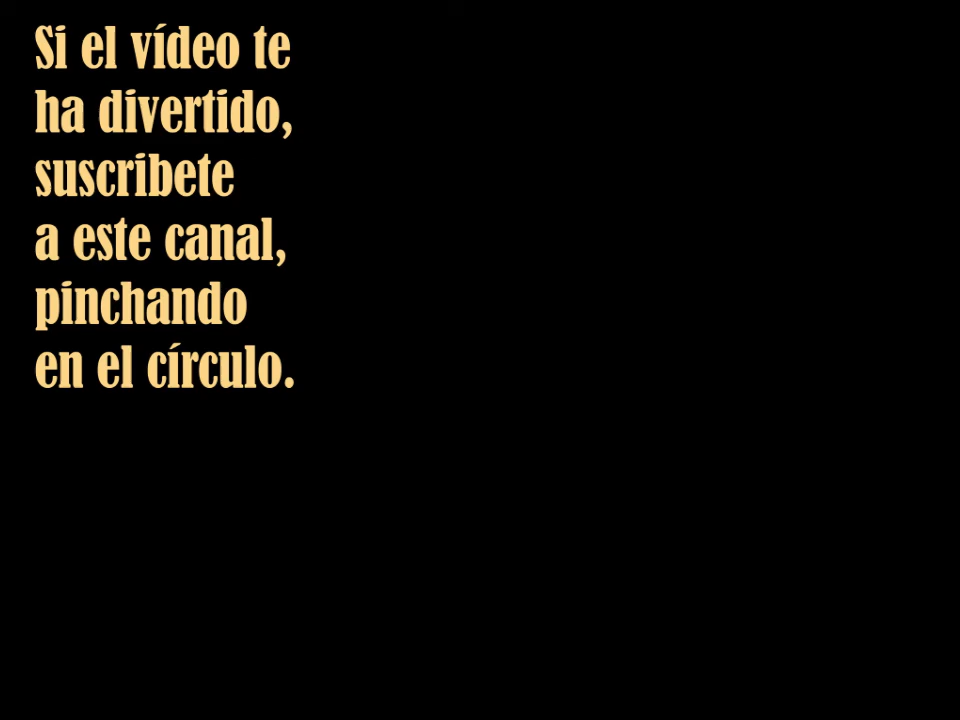 Si el vídeo te
ha divertido,
suscribete
a este canal,
pinchando
en el círculo.